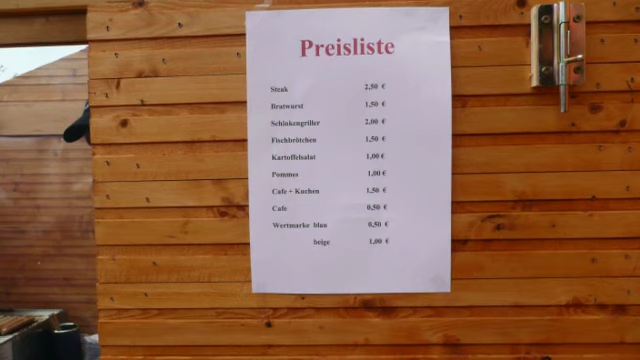 Preisliste
Steak 2,50 €
Bratwurst 1,50 €
Schinkengriller 2,00 €
Fischbrötchen 1,50 €
Kartoffelsalat 1,00 €
Pommes 1,00 €
Cafe + Kuchen 1,50 €
Cafe 0,50 €
Wertmarke blau 0,50 €
beige 1,00 €